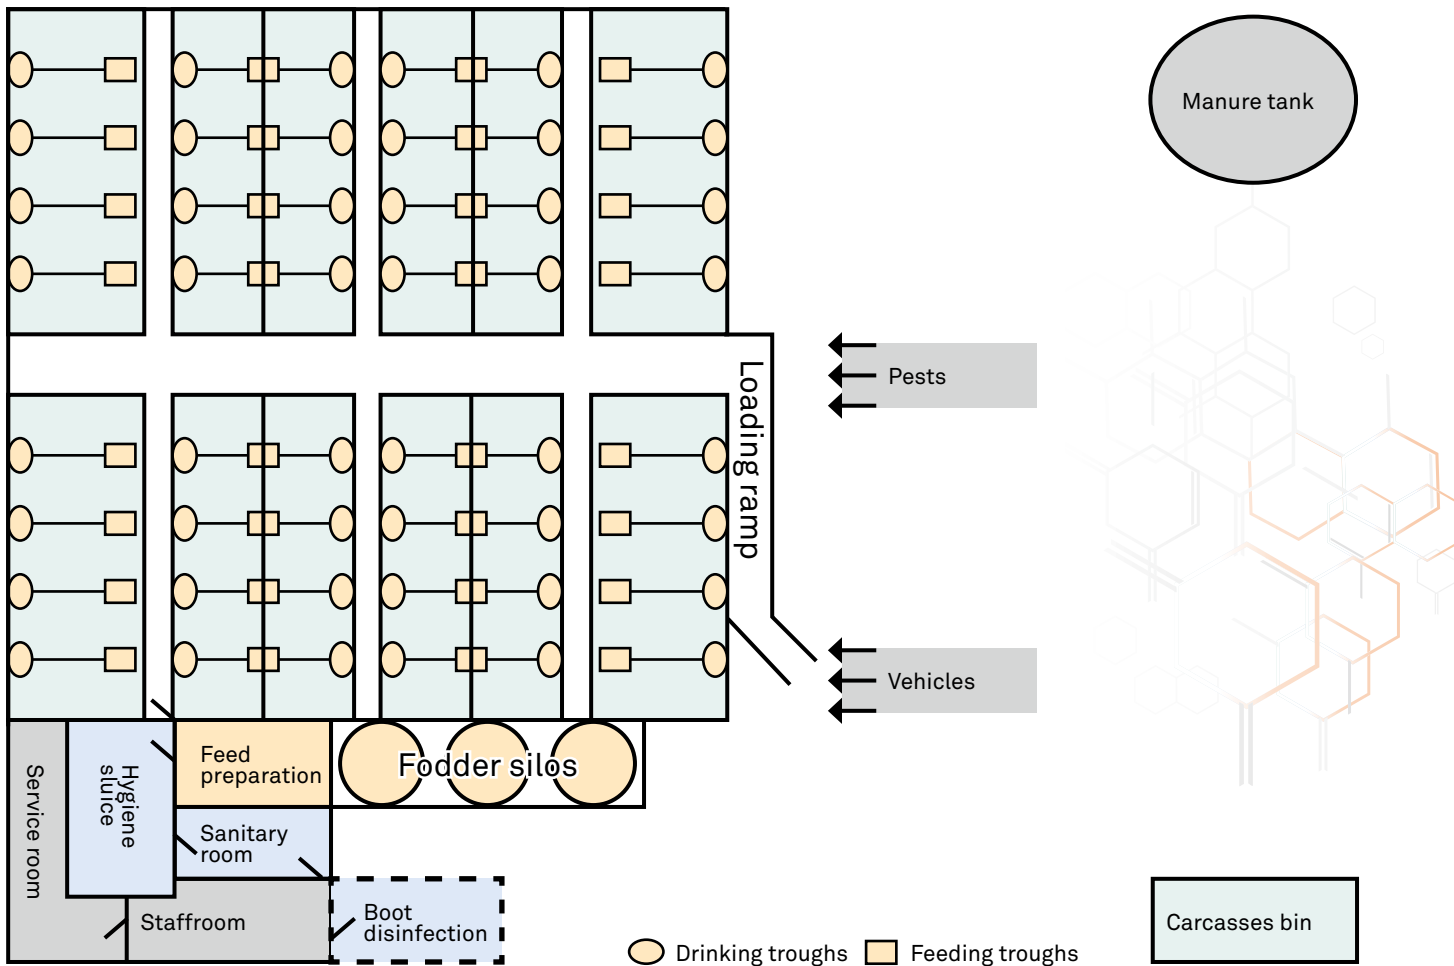 Manure tank
Pests
Loading ramp
Vehicles
Feed
preparation
Fodder silos
Service room
Hygiene
sluice
Sanitary
room
Staffroom
Boot
disinfection
Drinking troughs
Feeding troughs
Carcasses bin